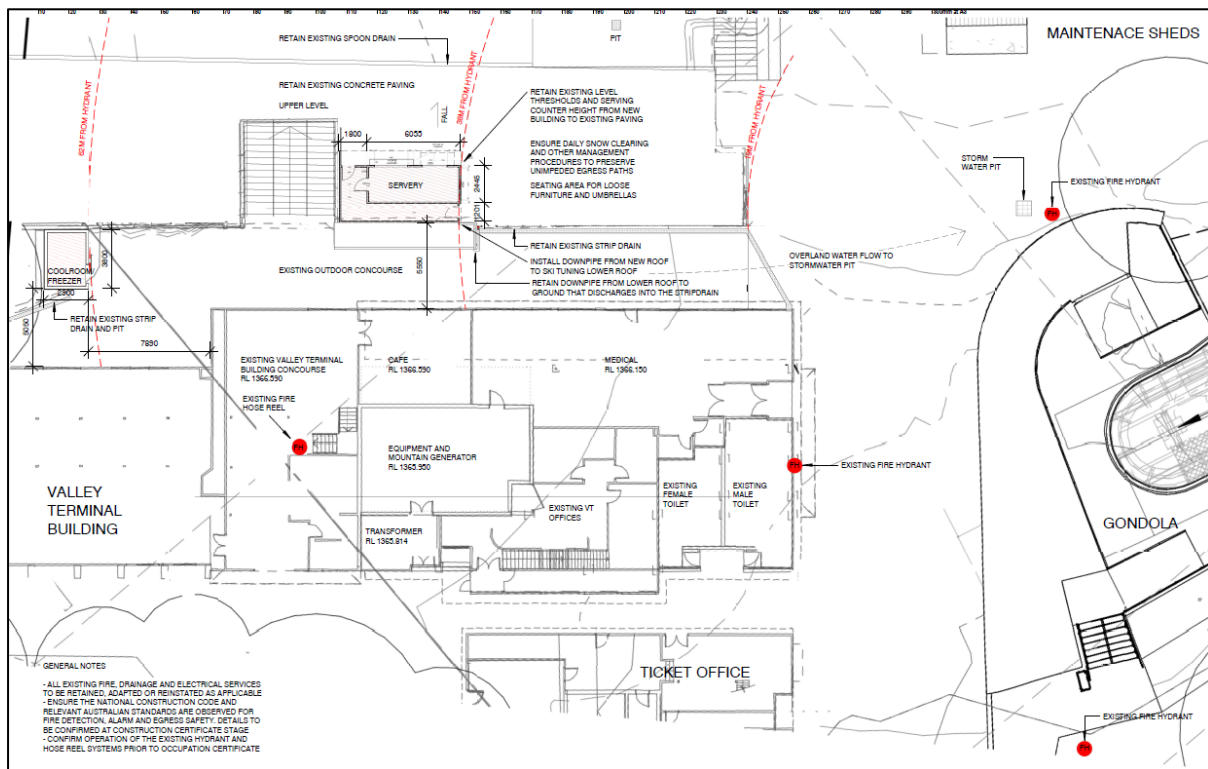 180mm at A3
RETAIN EXISTING SPOON DRAIN
PIT
MAINTENACE SHEDS
RETAIN EXISTING CONCRETE PAVING
UPPER LEVEL
FALL
62M FROM HYDRANT
RETAIN EXISTING LEVEL
THRESHOLDS AND SERVING
COUNTER HEIGHT FROM NEW
BUILDING TO EXISTING PAVING
1800
6055
ENSURE DAILY SNOW CLEARING
AND OTHER MANAGEMENT
PROCEDURES TO PRESERVE
UNIMPEDED EGRESS PATHS
SEATING AREA FOR LOOSE
FURNITURE AND UMBRELLAS
SERVERY
2445
1201
STORM
WATER PIT
EXISTING FIRE HYDRANT
FH
RETAIN EXISTING STRIP DRAIN
INSTALL DOWNPIPE FROM NEW ROOF
TO SKI TUNING LOWER ROOF
RETAIN DOWNPIPE FROM LOWER ROOF TO
GROUND THAT DISCHARGES INTO THE STRIPDRAIN
OVERLAND WATER FLOW TO
STORMWATER PIT
EXISTING OUTDOOR CONCOURSE
5550
COOLROOM/
FREEZER
3800
2900
RETAIN EXISTING STRIP
DRAIN AND PIT
7890
EXISTING VALLEY TERMINAL
BUILDING CONCOURSE
RL 1366.590
CAFE
RL 1366.590
MEDICAL
RL 1366.150
EXISTING FIRE
HOSE REEL
FH
EQUIPMENT AND
MOUNTAIN GENERATOR
RL 1365.950
FH
EXISTING FIRE HYDRANT
VALLEY
TERMINAL
BUILDING
TRANSFORMER
RL 1365.814
EXISTING VT
OFFICES
EXISTING
FEMALE
TOILET
EXISTING
MALE
TOILET
GONDOLA
TICKET OFFICE
GENERAL NOTES
- ALL EXISTING FIRE, DRAINAGE AND ELECTRICAL SERVICES
TO BE RETAINED, ADAPTED OR REINSTATED AS APPLICABLE
- ENSURE THE NATIONAL CONSTRUCTION CODE AND
RELEVANT AUSTRALIAN STANDARDS ARE OBSERVED FOR
FIRE DETECTION, ALARM AND EGRESS SAFETY. DETAILS TO
BE CONFIRMED AT CONSTRUCTION CERTIFICATE STAGE
- CONFIRM OPERATION OF THE EXISTING HYDRANT AND
HOSE REEL SYSTEMS PRIOR TO OCCUPATION CERTIFICATE
EXISTING FIRE HYDRANT
FH